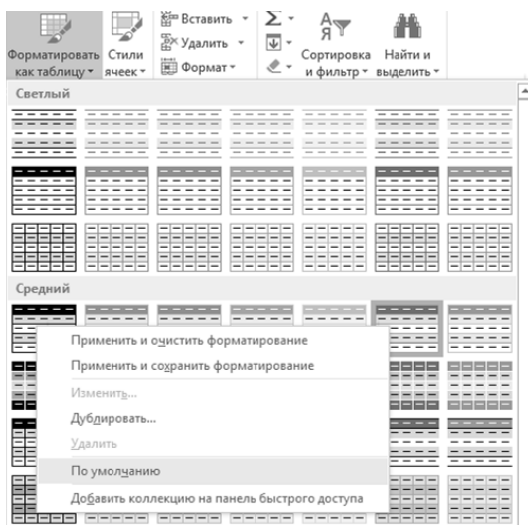 Вставить
Удалить
Формат
Форматировать
как таблицу
Стили
ячеек
Сортировка
и фильтр
Найти и
выделить
Светлый
Средний
Применить и очистить форматирование
Применить и сохранить форматирование
Изменить...
Дублировать...
Удалить
По умолчанию
Добавить коллекцию на панель быстрого доступа